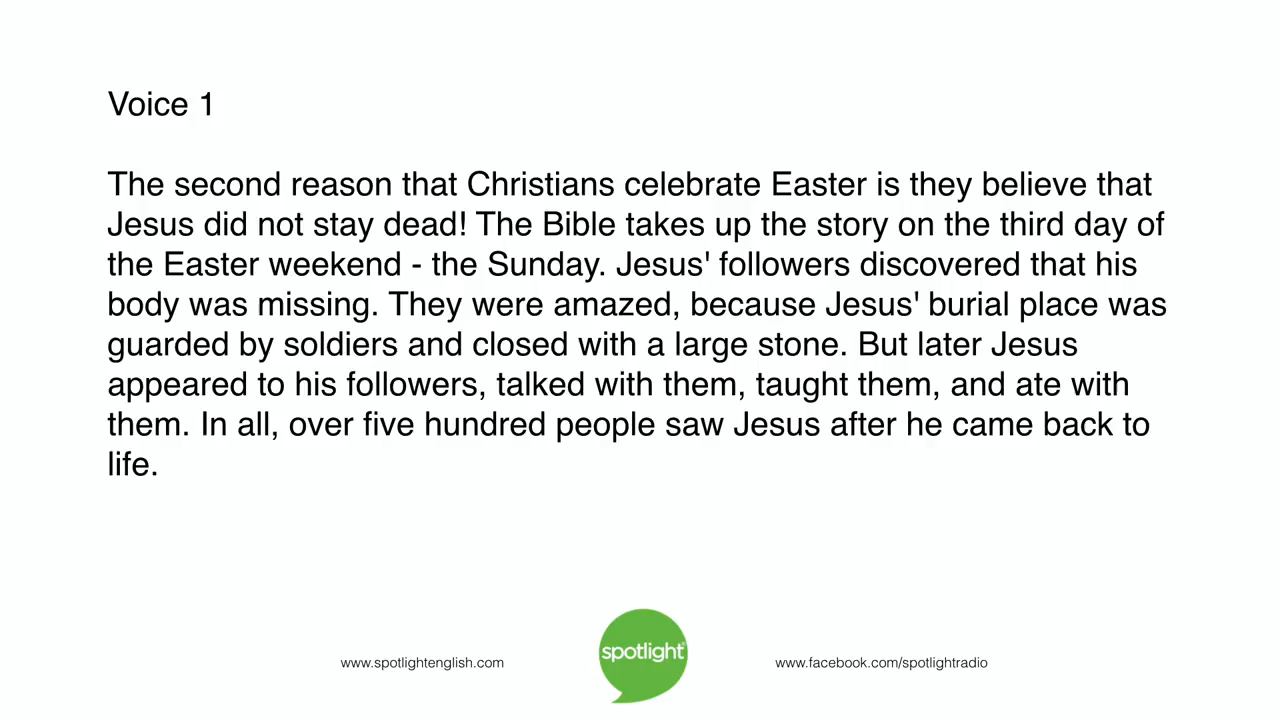 Voice 1
The second reason that Christians celebrate Easter is they believe that
Jesus did not stay dead! The Bible takes up the story on the third day of
the Easter weekend - the Sunday. Jesus' followers discovered that his
body was missing. They were amazed, because Jesus' burial place was
guarded by soldiers and closed with a large stone. But later Jesus
appeared to his followers, talked with them, taught them, and ate with
them. In all, over five hundred people saw Jesus after he came back to
life.
www.spotlightenglish.com
spotlight
www.facebook.com/spotlightradio